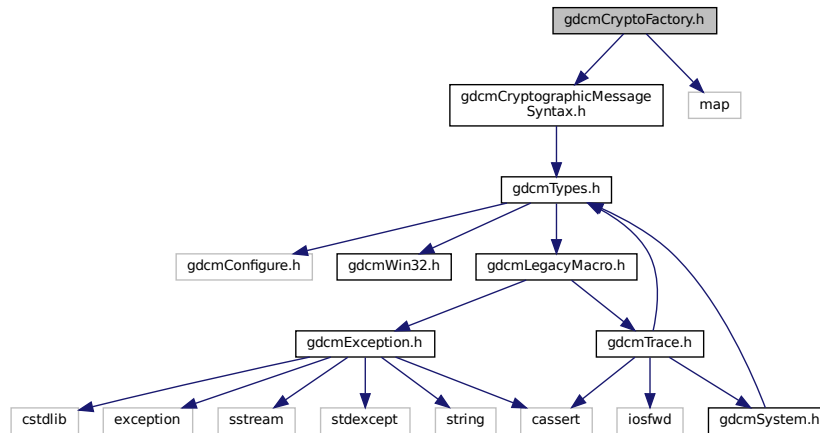 gdcmCryptoFactory.h
gdcmCryptographicMessage
Syntax.h
map
gdcmTypes.h
gdcmConfigure.h
gdcmWin32.h
gdcmLegacyMacro.h
gdcmException.h
gdcmTrace.h
cstdlib
exception
sstream
stdexcept
string
cassert
iosfwd
gdcmSystem.h